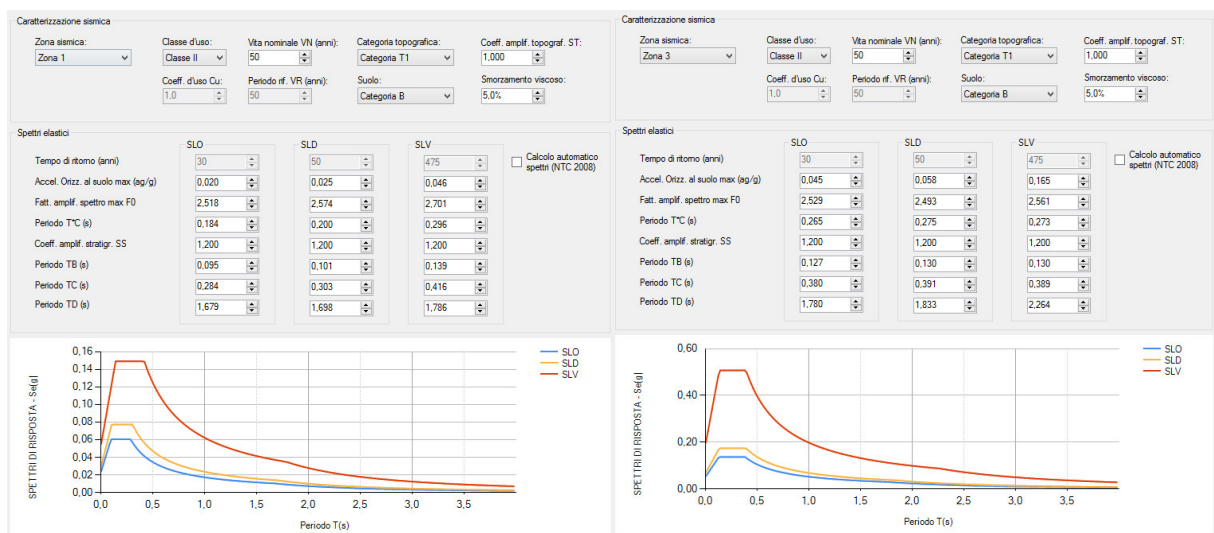 Caratterizzazione sismica
Zona sismica: Classe d'uso: Vita nominale VN (anni): Categoria topografica: Coeff. amplif. topograf. ST:
Zona 1 Classe II 50 Categoria T1 1,000
Coeff. d'uso Cu: Periodo rif. VR (anni): Suolo: Smorzamento viscoso:
1,0 50 Categoria B 5,0%
Spettri elastici
SLO SLD SLV
Tempo di ritorno (anni) 30 50 475 Calcolo automatico
spettri (NTC 2008)
Accel. Orizz. al suolo max (ag/g) 0,020 0,025 0,046
Fatt. amplif. spettro max F0 2,518 2,574 2,701
Periodo T*C (s) 0,184 0,200 0,296
Coeff. amplif. stratigr. SS 1,200 1,200 1,200
Periodo TB (s) 0,095 0,101 0,139
Periodo TC (s) 0,284 0,303 0,416
Periodo TD (s) 1,679 1,698 1,786
SPETTRI DI RISPOSTA - Se[g]
0,16
0,14
0,12
0,10
0,08
0,06
0,04
0,02
0,00
0,0 0,5 1,0 1,5 2,0 2,5 3,0 3,5
Periodo T(s)
SLO
SLD
SLV
Caratterizzazione sismica
Zona sismica: Classe d'uso: Vita nominale VN (anni): Categoria topografica: Coeff. amplif. topograf. ST:
Zona 3 Classe II 50 Categoria T1 1,000
Coeff. d'uso Cu: Periodo rif. VR (anni): Suolo: Smorzamento viscoso:
1,0 50 Categoria B 5,0%
Spettri elastici
SLO SLD SLV
Tempo di ritorno (anni) 30 50 475 Calcolo automatico
spettri (NTC 2008)
Accel. Orizz. al suolo max (ag/g) 0,045 0,058 0,165
Fatt. amplif. spettro max F0 2,529 2,493 2,561
Periodo T*C (s) 0,265 0,275 0,273
Coeff. amplif. stratigr. SS 1,200 1,200 1,200
Periodo TB (s) 0,127 0,130 0,130
Periodo TC (s) 0,380 0,391 0,389
Periodo TD (s) 1,780 1,833 2,264
SPETTRI DI RISPOSTA - Se[g]
0,60
0,40
0,20
0,00
0,0 0,5 1,0 1,5 2,0 2,5 3,0 3,5
Periodo T(s)
SLO
SLD
SLV